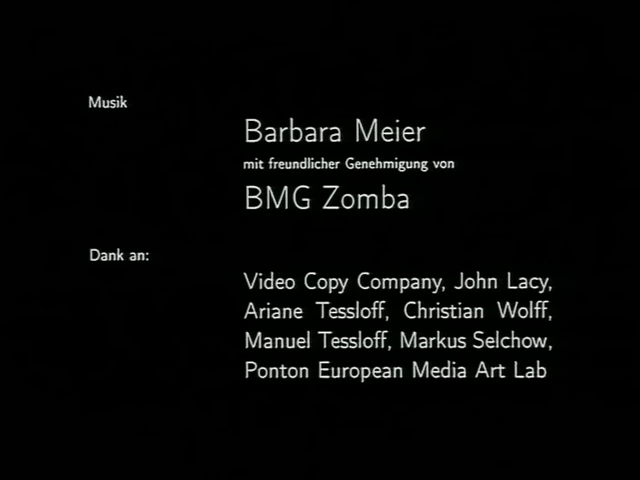 Musik
Barbara Meier
mit freundlicher Genehmigung von
BMG Zomba
Dank an:
Video Copy Company, John Lacy,
Ariane Tessloff, Christian Wolff,
Manuel Tessloff, Markus Selchow,
Ponton European Media Art Lab